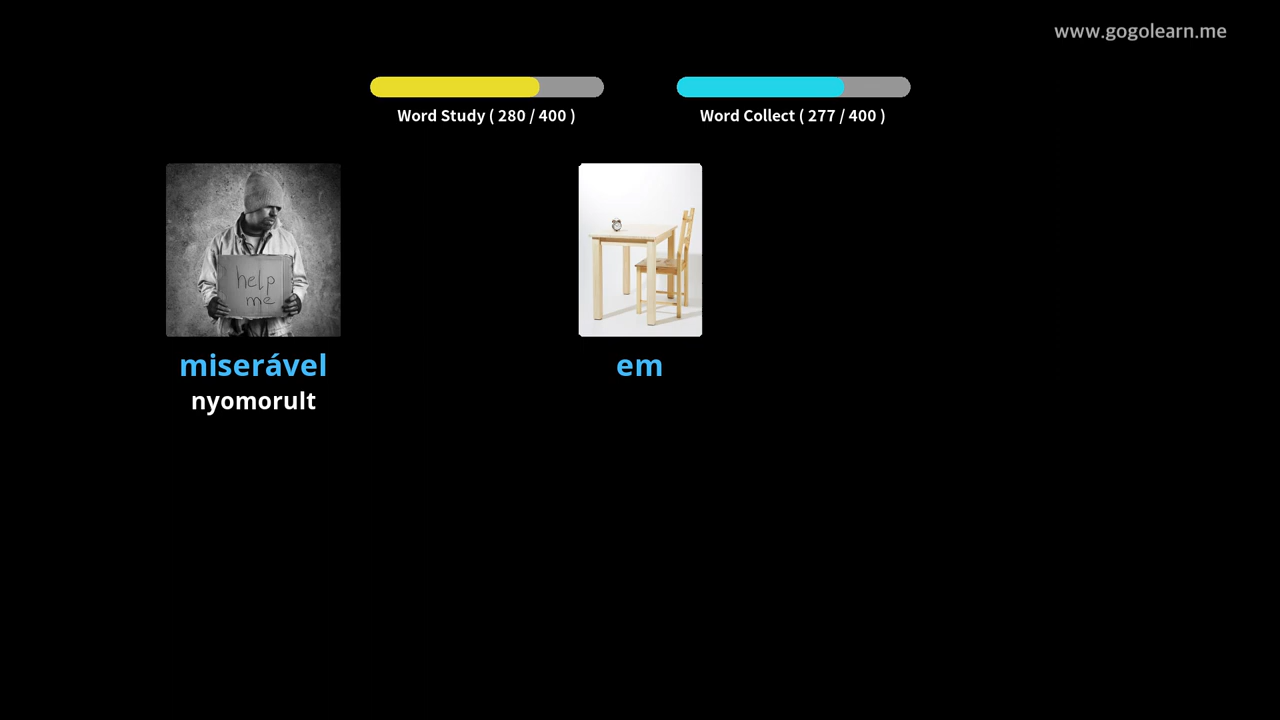 www.gogolearn.me
Word Study ( 280 / 400 )
Word Collect ( 277 / 400 )
help
me
miserável
nyomorult
em